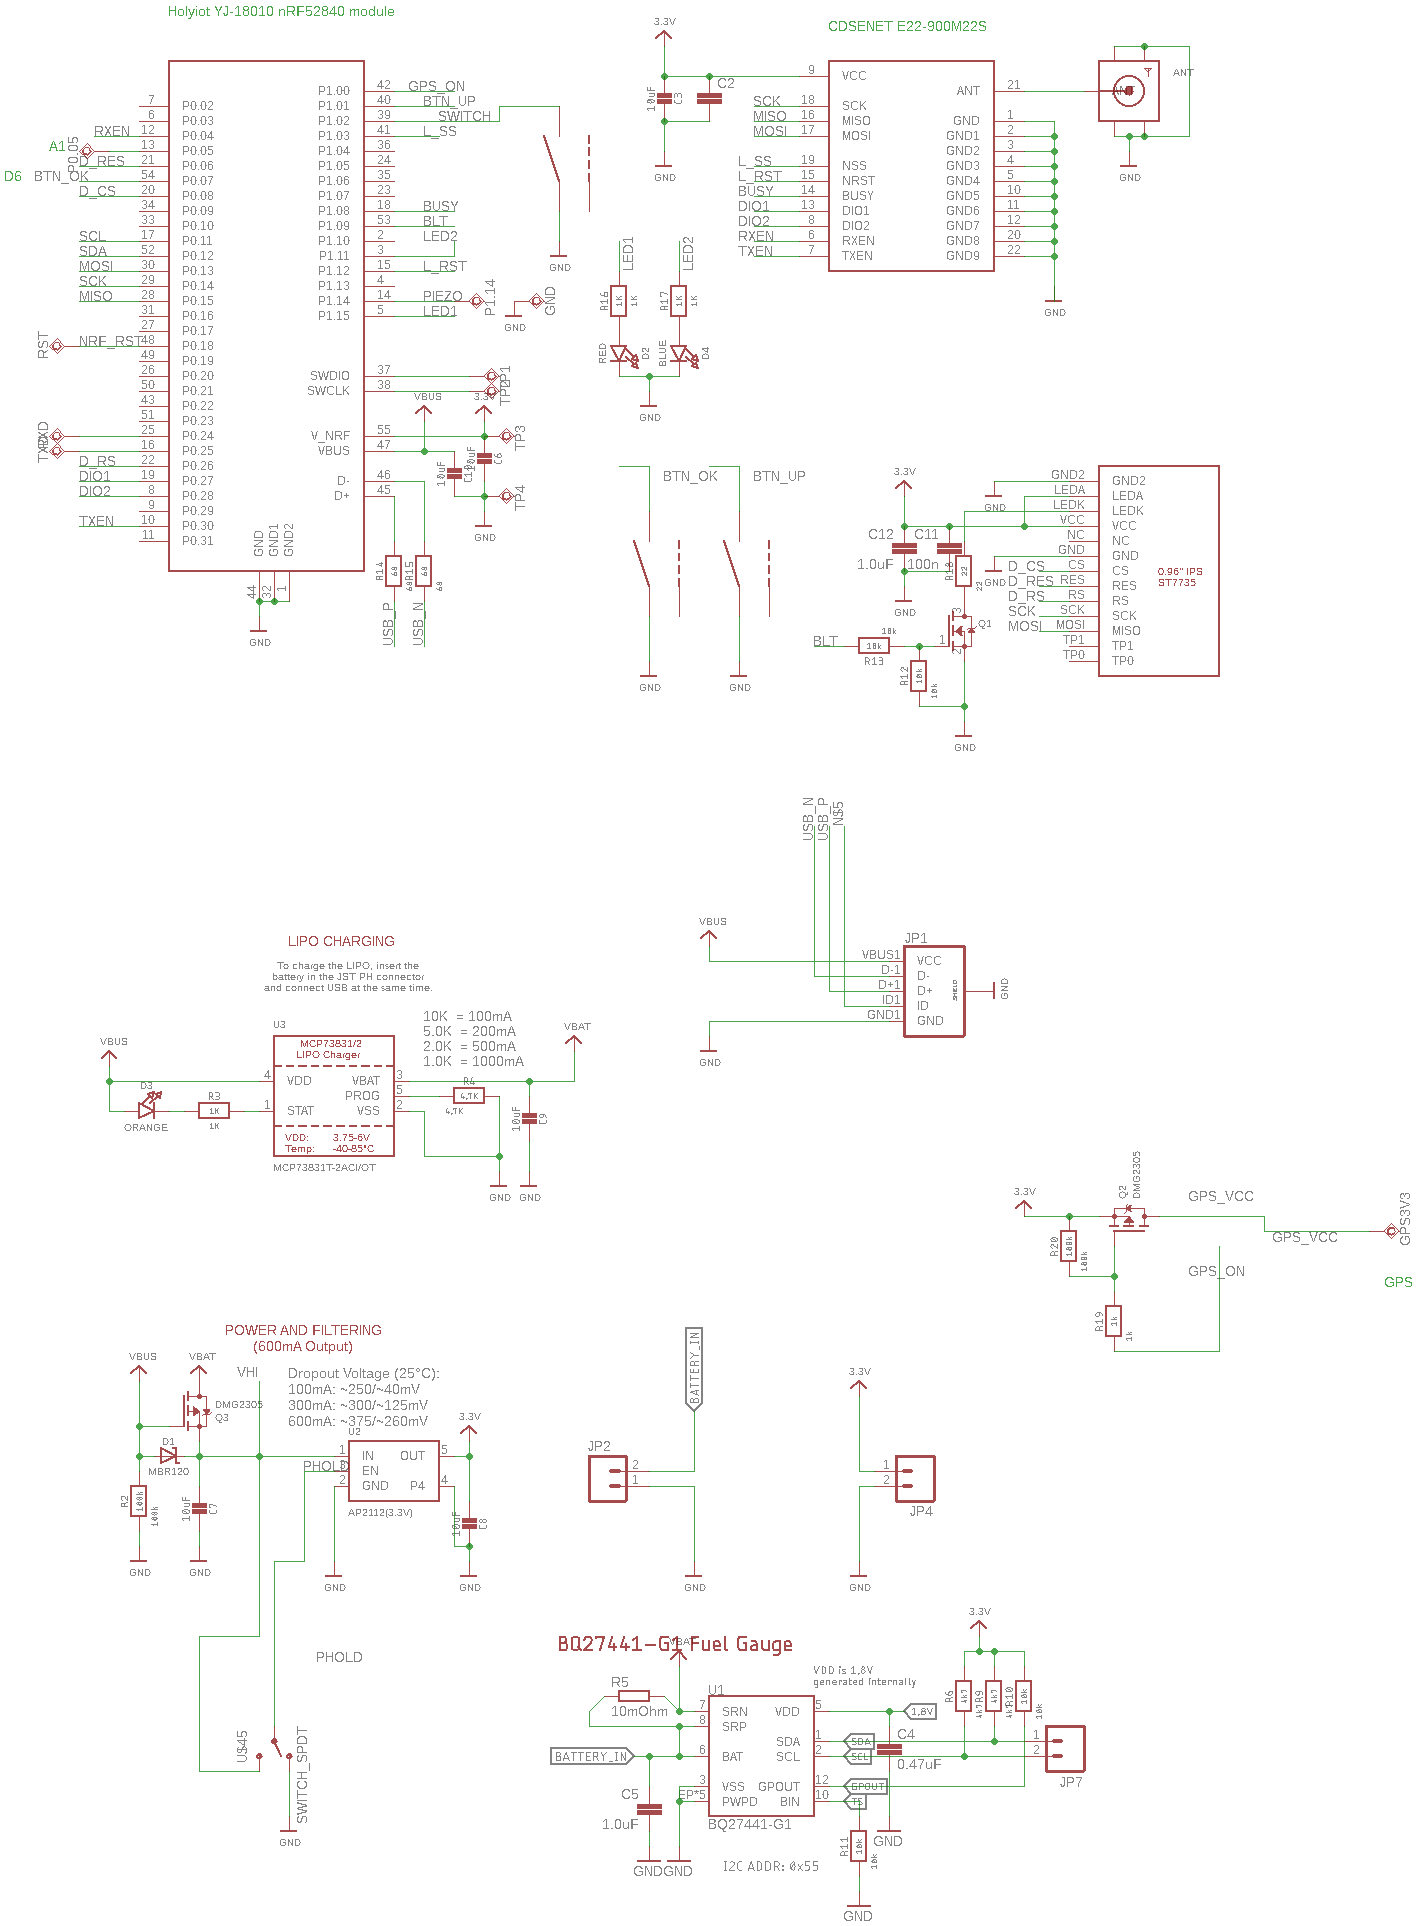 Holyiot YJ-18010 nRF52840 module
7 P0.02
6 P0.03
RXEN 12 P0.04
A1 P0.05 13 P0.05
D_RES 21 P0.06
D6 BTN_OK 54 P0.07
D_CS 20 P0.08
34 P0.09
33 P0.10
SCL 17 P0.11
SDA 52 P0.12
MOSI 30 P0.13
SCK 29 P0.14
MISO 28 P0.15
31 P0.16
27 P0.17
RST NRF_RST 48 P0.18
49 P0.19
26 P0.20
50 P0.21
43 P0.22
51 P0.23
25 P0.24
16 P0.25
D_RS 22 P0.26
DIO1 19 P0.27
DIO2 8 P0.28
9 P0.29
TXEN 10 P0.30
11 P0.31
P1.00 42 GPS_ON
P1.01 40 BTN_UP
P1.02 39 SWITCH
P1.03 41 L_SS
P1.04 36
P1.05 24
P1.06 35
P1.07 23
P1.08 18 BUSY
P1.09 53 BLT
P1.10 2 LED2
P1.11 3
P1.12 15 L_RST
P1.13 4
P1.14 14 PIEZO P1.14
P1.15 5 LED1
GND
GND
GND
SWDIO 37 TP1
SWCLK 38 TP2
VBUS 3.3V
V_NRF 55 TP3
VBUS 47
10uF 10uF C6
D- 46
D+ 45 TP4
GND
GND GND1 GND2
44 32 1
GND
R14 68 68
R15 68 68
USB_P USB_N
3.3V
10uF C3 C2
GND
CDSENET E22-900M22S
9 VCC
SCK 18 SCK
MISO 16 MISO
MOSI 17 MOSI
L_SS 19 NSS
L_RST 15 NRST
BUSY 14 BUSY
DIO1 13 DIO1
DIO2 8 DIO2
RXEN 6 RXEN
TXEN 7 TXEN
ANT 21
GND 1
GND1 2
GND2 3
GND3 4
GND4 5
GND5 10
GND6 11
GND7 12
GND8 20
GND9 22
GND
ANT ANT
GND
LED1 LED2
R16 1K 1K R17 1K 1K
RED D2 BLUE D4
GND
BTN_OK BTN_UP
GND GND
3.3V
C12 C11
1.0uF 100n
GND
R18 22 22
Q1
3 1 2
BLT 18k 18k R13
R12 10k 10k
GND
GND2 GND2
GND
LEDA LEDA
LEDK LEDK
VCC VCC
NC NC
GND GND
GND
D_CS CS CS
D_RES RES RES
D_RS RS RS
SCK SCK SCK
MOSI MOSI MISO
TP1 TP1
TP0 TP0
0.96" IPS
ST7735
USB_N USB_P N$5
VBUS
JP1
VBUS1 VCC
D-1 D-
D+1 D+
ID1 ID
GND1 GND
SHIELD
GND
GND
LIPO CHARGING
To charge the LIPO, insert the
battery in the JST PH connector
and connect USB at the same time.
10K = 100mA
5.0K = 200mA
2.0K = 500mA
1.0K = 1000mA
U3
MCP73831/2
LIPO Charger
VBUS
4 VDD VBAT 3
PROG 5
1 STAT VSS 2
VDD: 3.75-6V
Temp: -40-85°C
MCP73831T-2ACI/OT
D3
ORANGE
R3
1K
1K
R4
4.7K
4.7K
VBAT
10uF C9
GND GND
3.3V
Q2
DMG2305
GPS_VCC
GPS_VCC
GPS3V3
R20 100k 100k
GPS_ON
GPS
R19 1k 1k
POWER AND FILTERING
(600mA Output)
VBUS VBAT
VHI
Dropout Voltage (25°C):
100mA: ~250/~40mV
300mA: ~300/~125mV
600mA: ~375/~260mV
DMG2305
Q3
D1
MBR120
R2 100k 100k
10uF C7
GND GND
U2
1 IN OUT 5
PHOLD 3 EN
2 GND P4 4
AP2112(3.3V)
3.3V
10uF C8
GND GND
PHOLD
U$45
SWITCH_SPDT
GND
BATTERY_IN
JP2
2
1
GND
3.3V
1
2
JP4
GND
BQ27441-G1 Fuel Gauge
VBAT
VDD is 1.8V
generated internally
R5
10mOhm
U1
7 SRN VDD 5
8 SRP
SDA 1
BATTERY_IN 6 BAT SCL 2
3 VSS GPOUT 12
EP*5 PWPD BIN 10
BQ27441-G1
1.8V
SDA
SCL
GPOUT
TS
C4
0.47uF
GND
C5
1.0uF
GND GND
I2C ADDR: 0x55
R11 10k 10k
GND
3.3V
R6 4k7 4k7
R9 4k7 4k7
R10 10k 10k
1
2
JP7